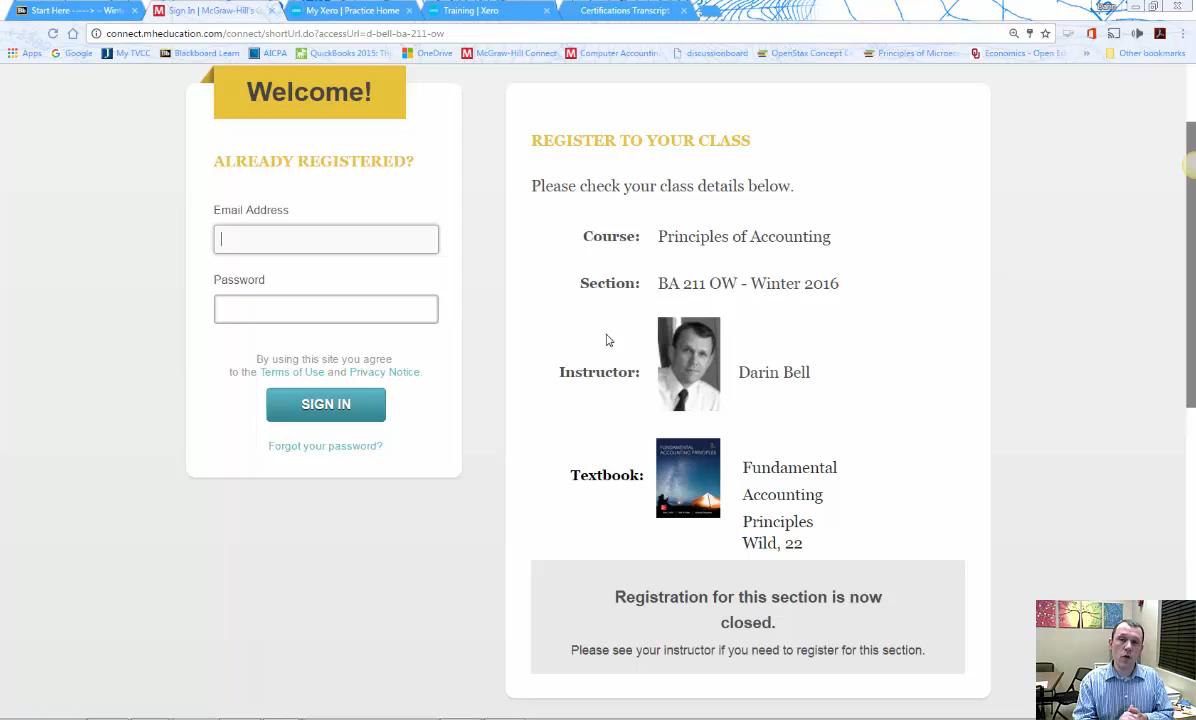 Start Here -----> – Wint
Sign In | McGraw-Hill's C
My Xero | Practice Home
Training | Xero
Certifications Transcript
connect.mheducation.com/connect/shortUrl.do?accessUrl=d-bell-ba-211-ow
Apps
Google
My TVCC
Blackboard Learn
AICPA
QuickBooks 2015: Th
OneDrive
McGraw-Hill Connect
Computer Accountin
discussionboard
OpenStax Concept C
Principles of Microec
Economics - Open Ed
»
Other bookmarks
Welcome!
ALREADY REGISTERED?
Email Address
Password
By using this site you agree
to the Terms of Use and Privacy Notice.
SIGN IN
Forgot your password?
REGISTER TO YOUR CLASS
Please check your class details below.
Course: Principles of Accounting
Section: BA 211 OW - Winter 2016
Instructor: Darin Bell
Textbook: Fundamental
Accounting
Principles
Wild, 22
FUNDAMENTAL
ACCOUNTING PRINCIPLES
Registration for this section is now
closed.
Please see your instructor if you need to register for this section.